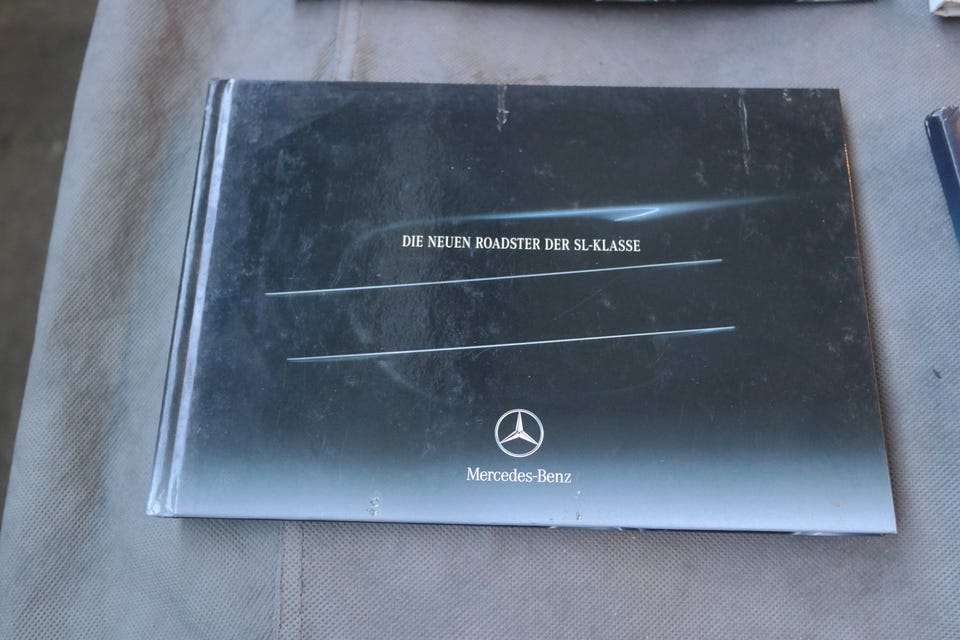 DIE NEUEN ROADSTER DER SL-KLASSE
Mercedes-Benz